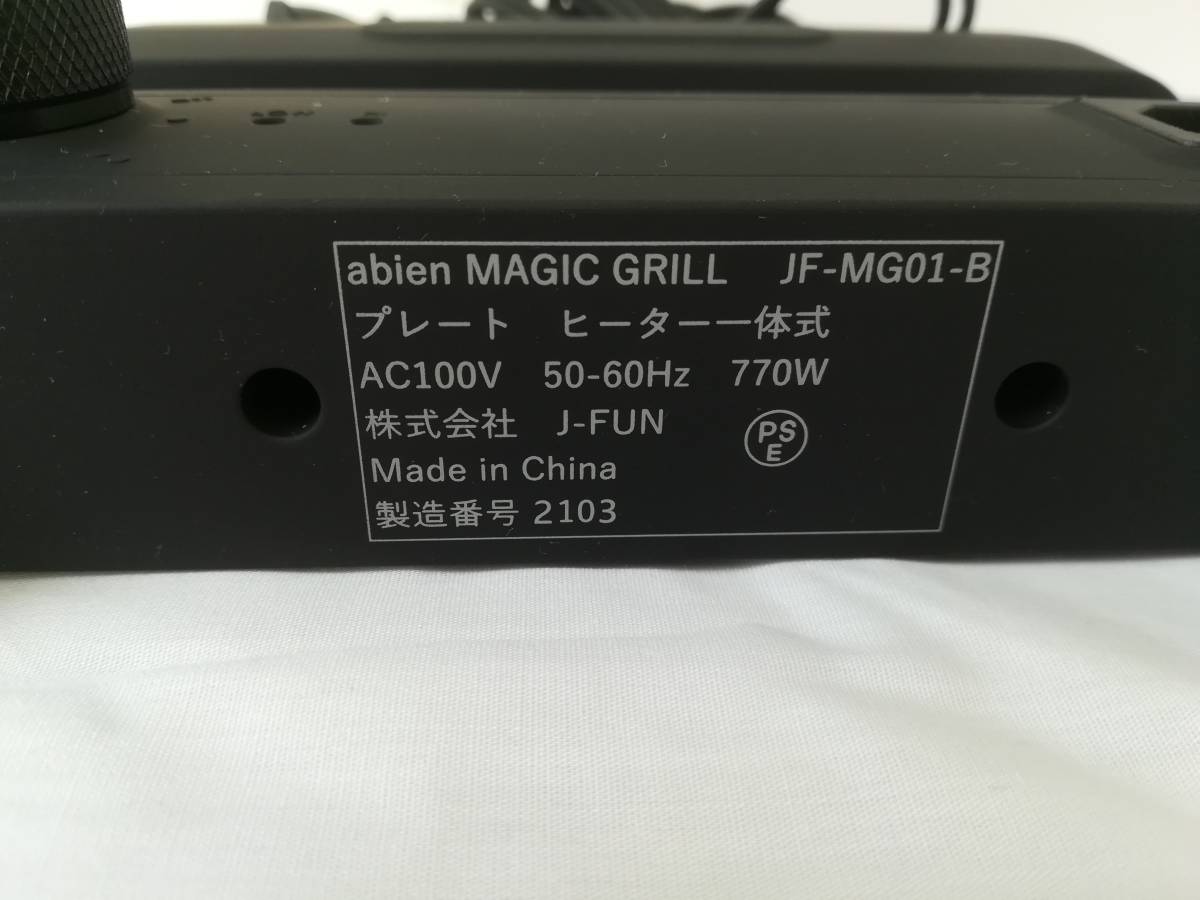 abien MAGIC GRILL JF-MG01-B
プレート ヒーター一体式
AC100V 50-60Hz 770W
株式会社 J-FUN
PS
E
Made in China
製造番号 2103